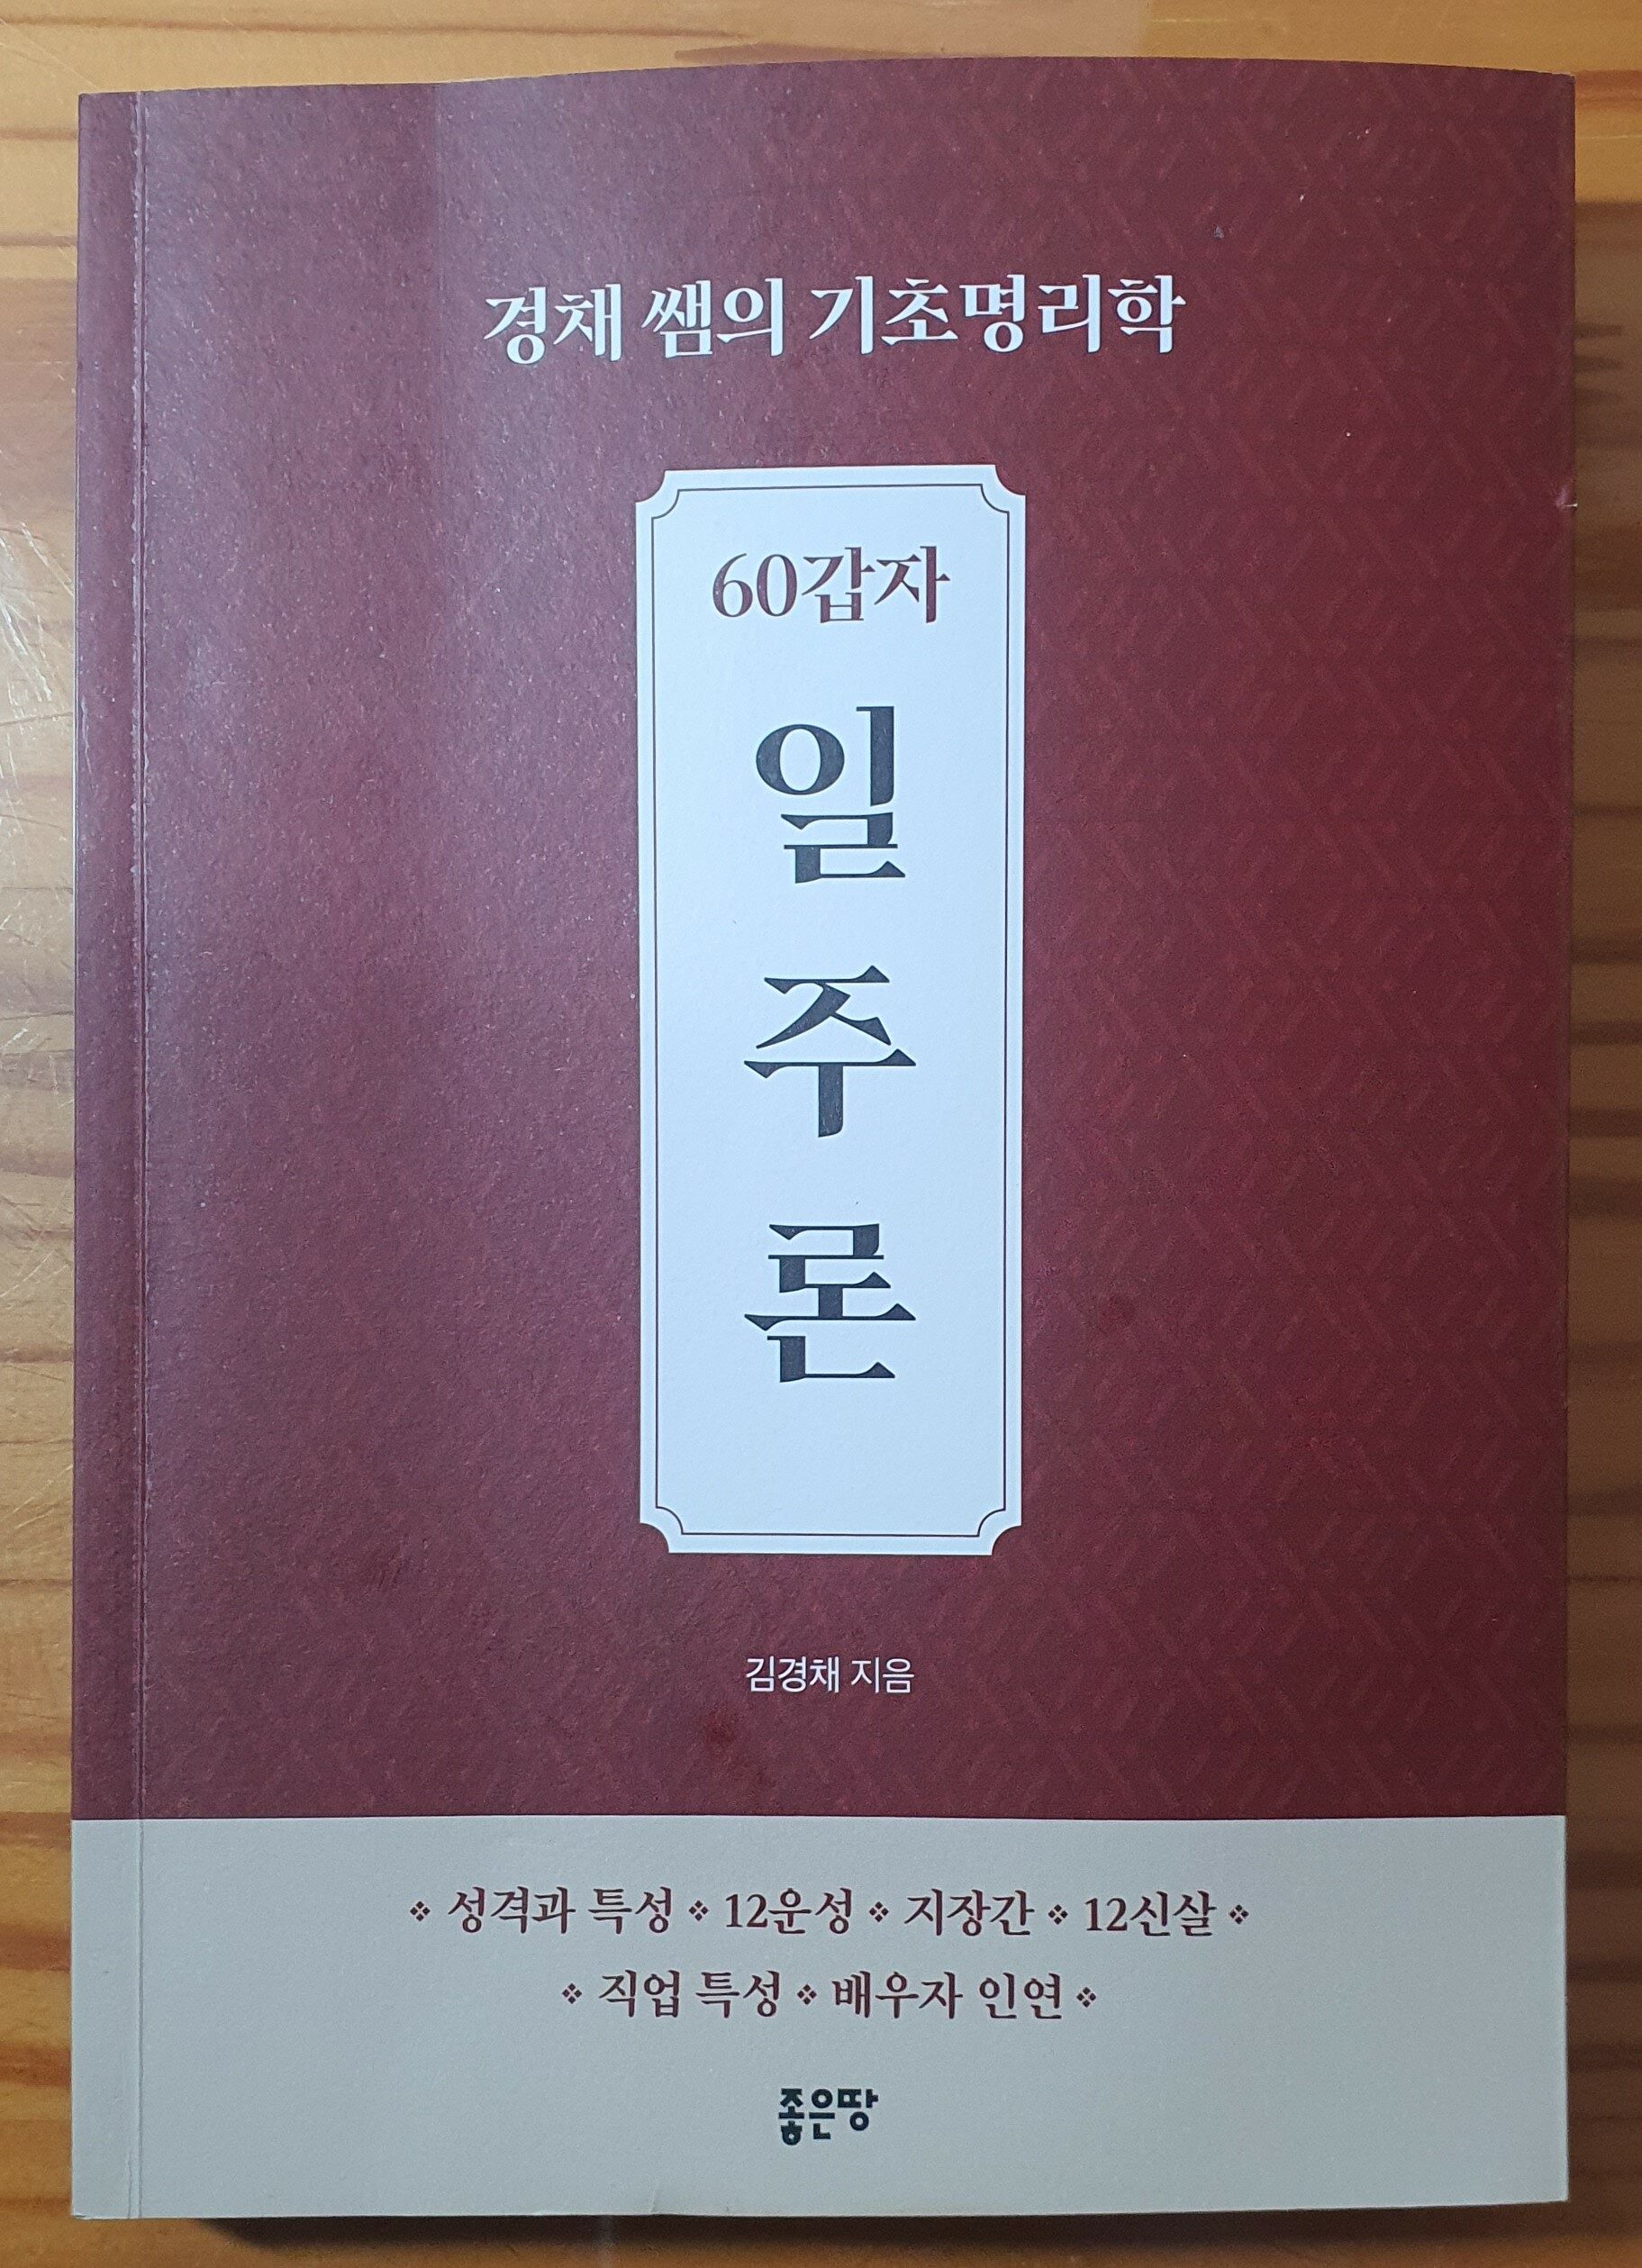 경채 쌤의 기초명리학
60갑자
일
주
론
김경채 지음
❖ 성격과 특성 ❖ 12운성 ❖ 지장간 ❖ 12신살 ❖
❖ 직업 특성 ❖ 배우자 인연 ❖
좋은땅